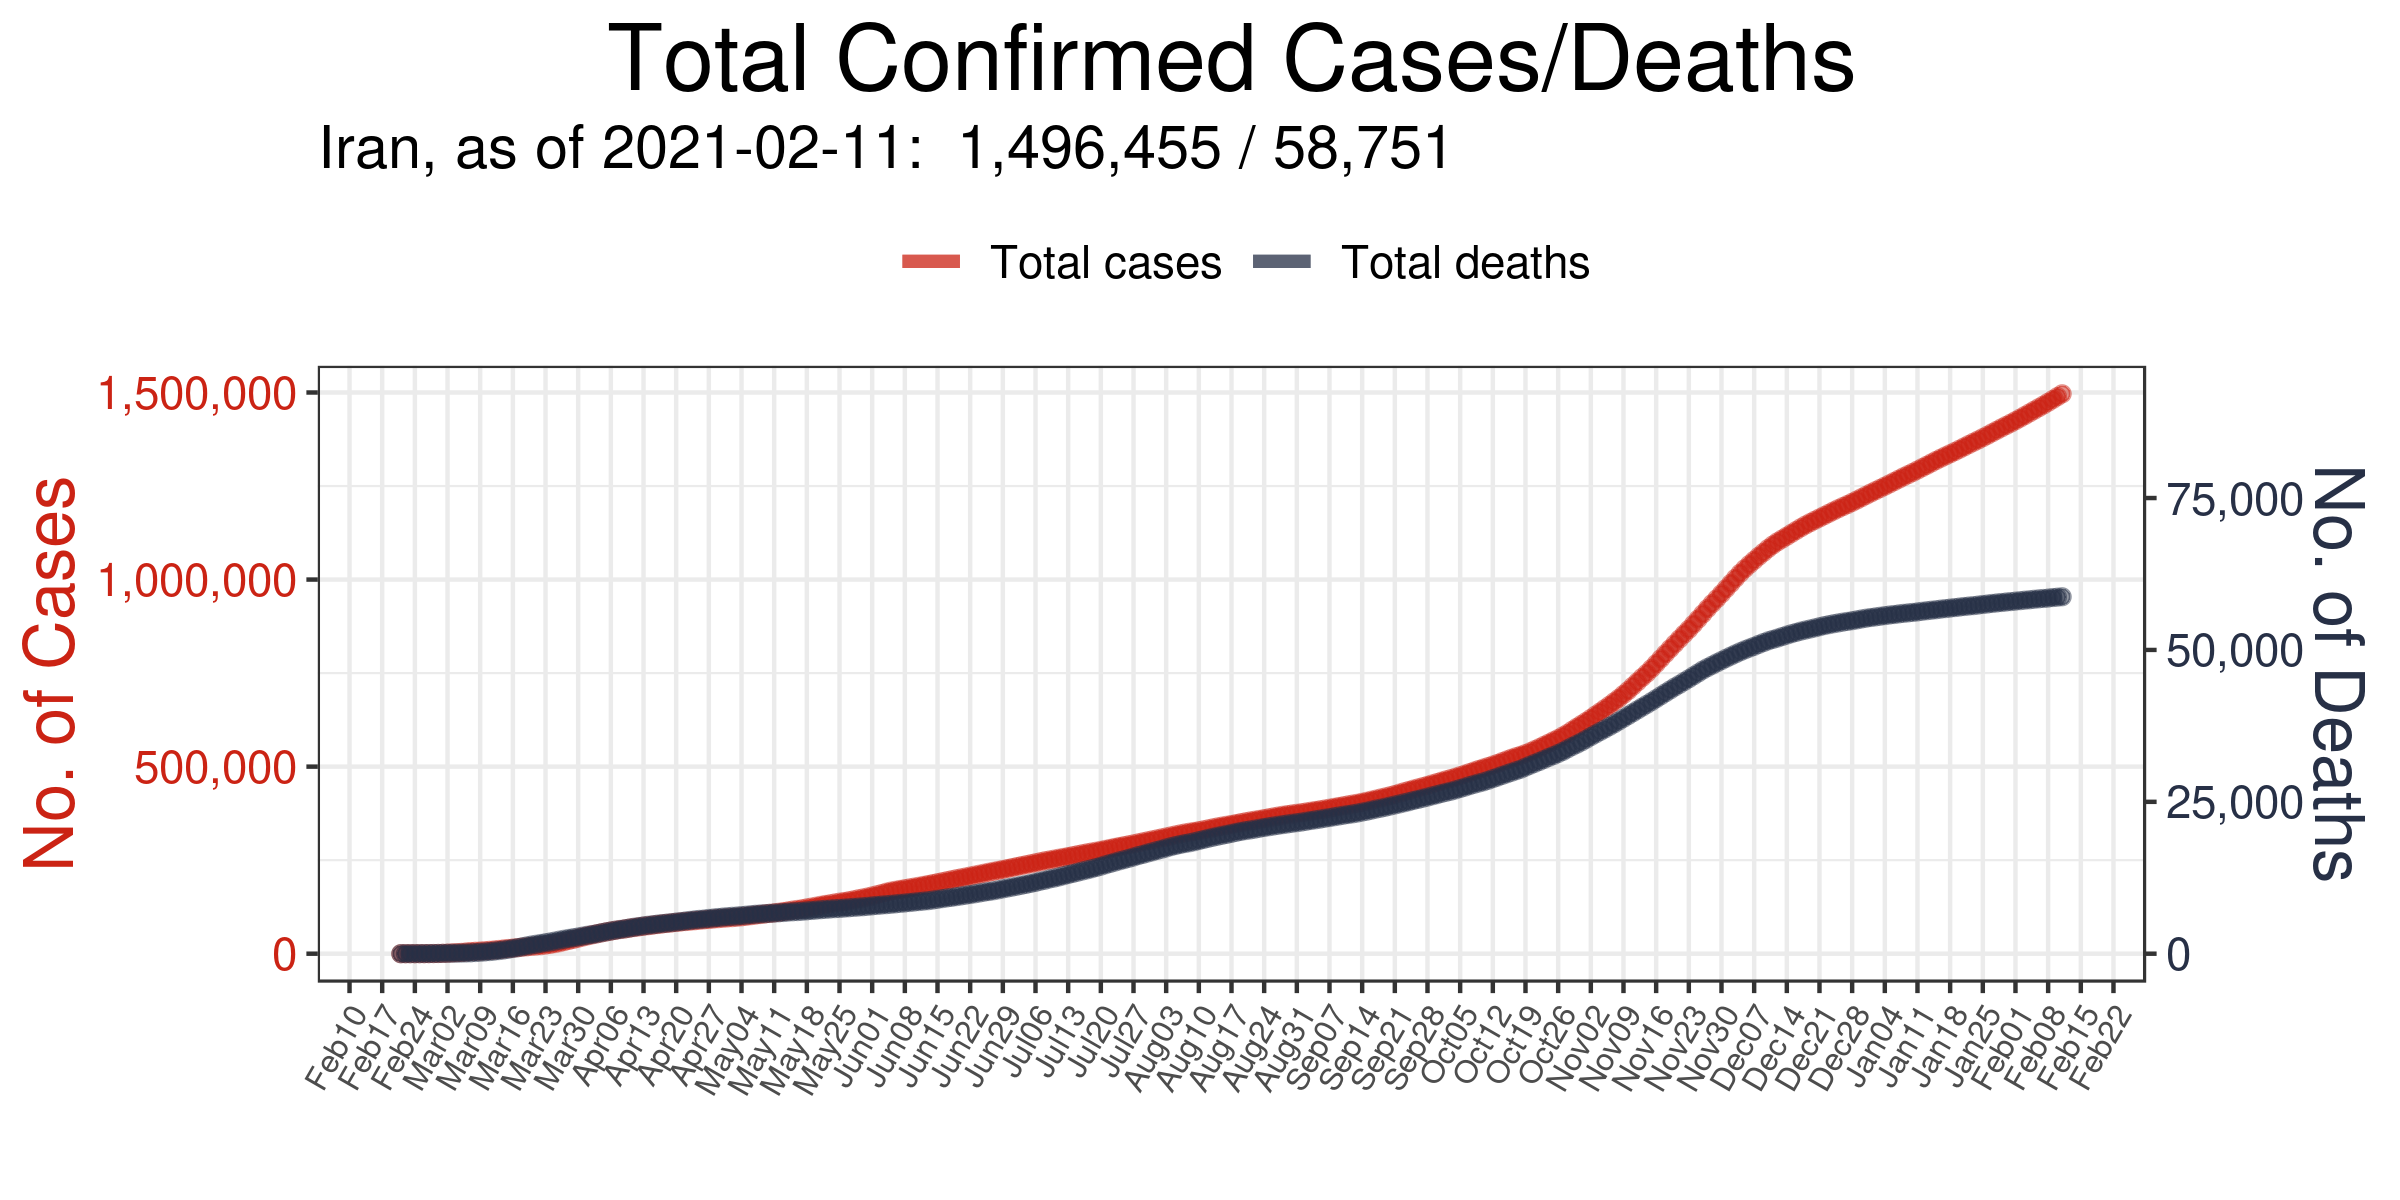 Total Confirmed Cases/Deaths
Iran, as of 2021-02-11:  1,496,455 / 58,751
Total cases
Total deaths
No. of Cases
1,500,000
1,000,000
500,000
0
75,000
50,000
25,000
0
No. of Deaths
Feb10
Feb17
Feb24
Mar02
Mar09
Mar16
Mar23
Mar30
Apr06
Apr13
Apr20
Apr27
May04
May11
May18
May25
Jun01
Jun08
Jun15
Jun22
Jun29
Jul06
Jul13
Jul20
Jul27
Aug03
Aug10
Aug17
Aug24
Aug31
Sep07
Sep14
Sep21
Sep28
Oct05
Oct12
Oct19
Oct26
Nov02
Nov09
Nov16
Nov23
Nov30
Dec07
Dec14
Dec21
Dec28
Jan04
Jan11
Jan18
Jan25
Feb01
Feb08
Feb15
Feb22